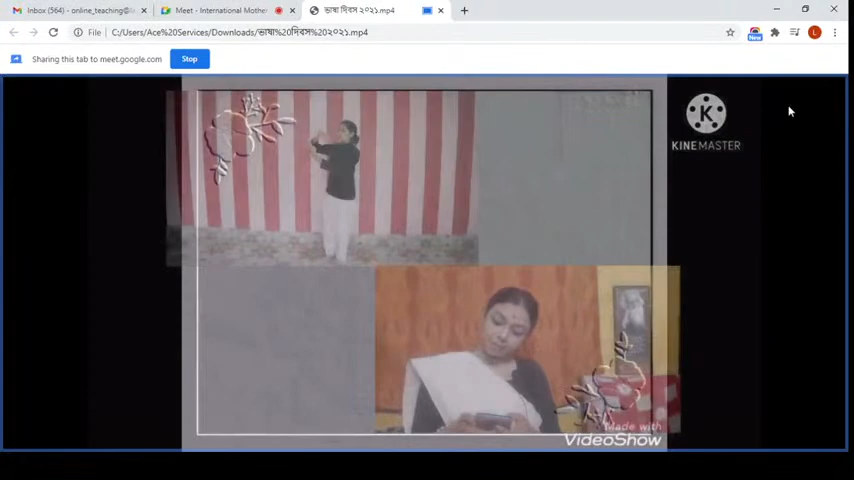 Inbox (564) - online_teaching@k
Meet - International Mother
ভাষা দিবস ২০২১.mp4
File
C:/Users/Ace%20Services/Downloads/ভাষা%20দিবস%20২০২১.mp4
New
L
Sharing this tab to meet.google.com
Stop
K
KINEMASTER
Made with
VideoShow